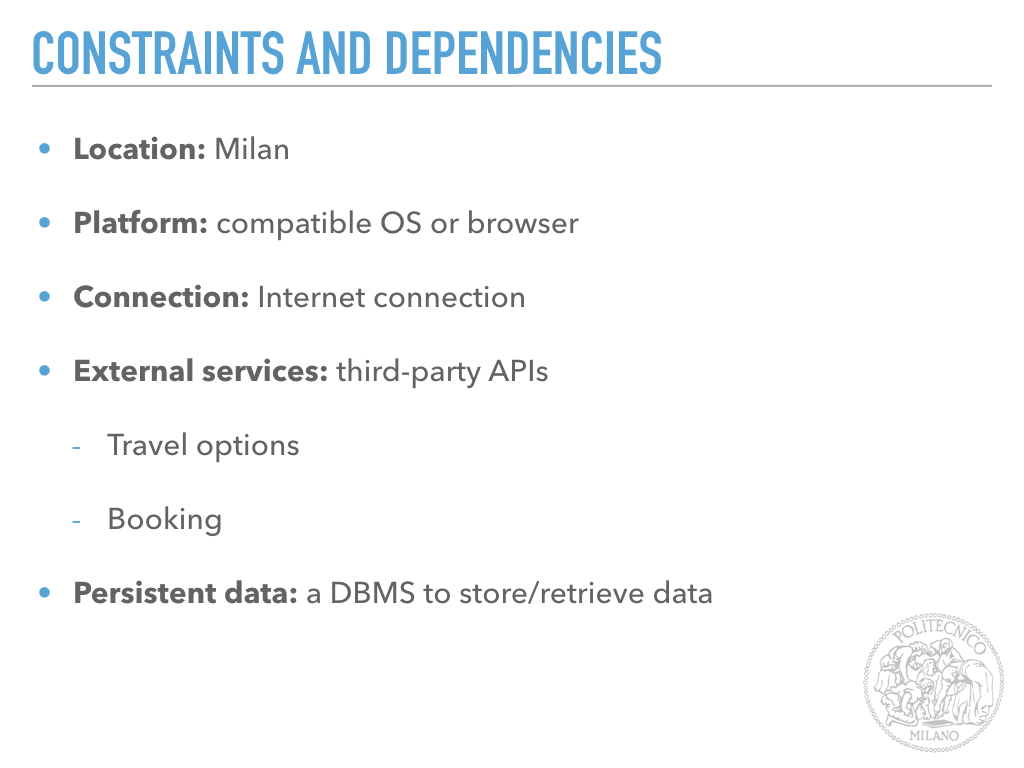 CONSTRAINTS AND DEPENDENCIES
• Location: Milan
• Platform: compatible OS or browser
• Connection: Internet connection
• External services: third-party APIs
- Travel options
- Booking
• Persistent data: a DBMS to store/retrieve data
POLITECNICO
MILANO